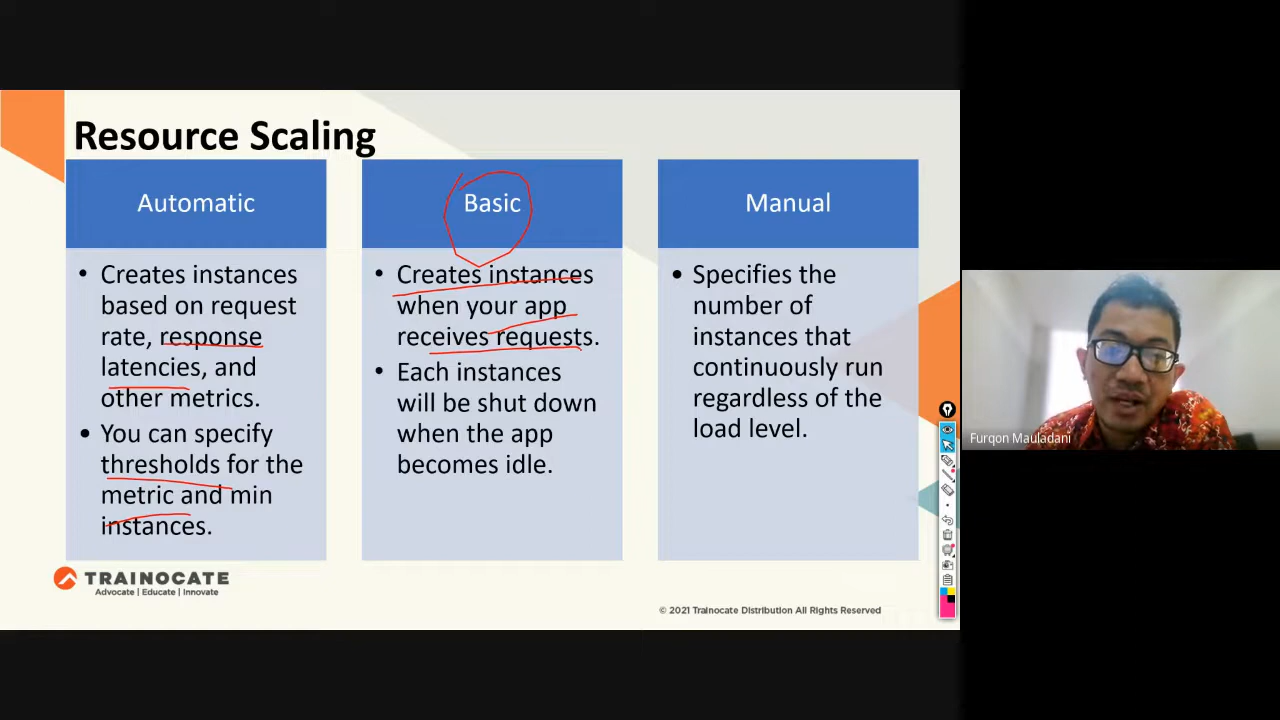 Resource Scaling
Automatic
• Creates instances
based on request
rate, response
latencies, and
other metrics.
• You can specify
thresholds for the
metric and min
instances.
Basic
• Creates instances
when your app
receives requests.
• Each instances
will be shut down
when the app
becomes idle.
Manual
• Specifies the
number of
instances that
continuously run
regardless of the
load level.
TRAINOCATE
Advocate | Educate | Innovate
© 2021 Trainocate Distribution All Rights Reserved
Furqon Mauladani